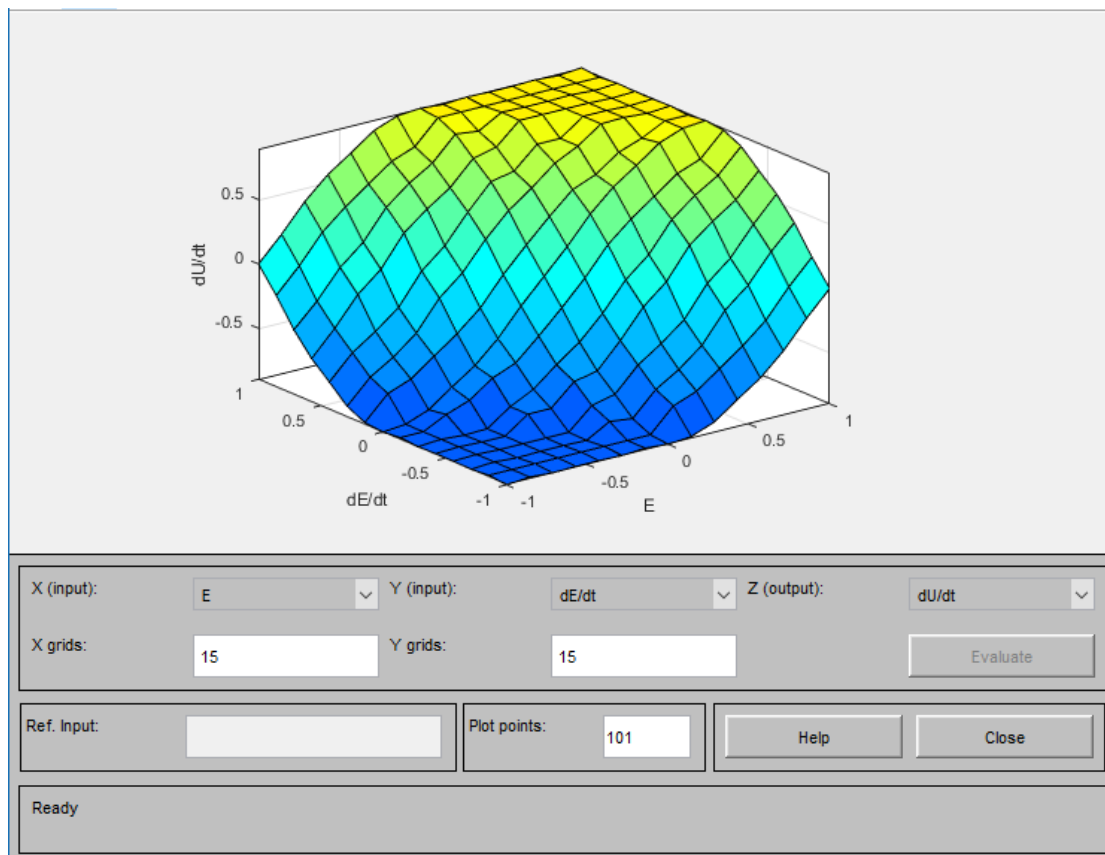 0.5
0
-0.5
dU/dt
1
0.5
0
-0.5
-1
dE/dt
-1
-0.5
0
0.5
1
E
X (input): E Y (input): dE/dt Z (output): dU/dt
X grids: 15 Y grids: 15 Evaluate
Ref. Input: Plot points: 101 Help Close
Ready